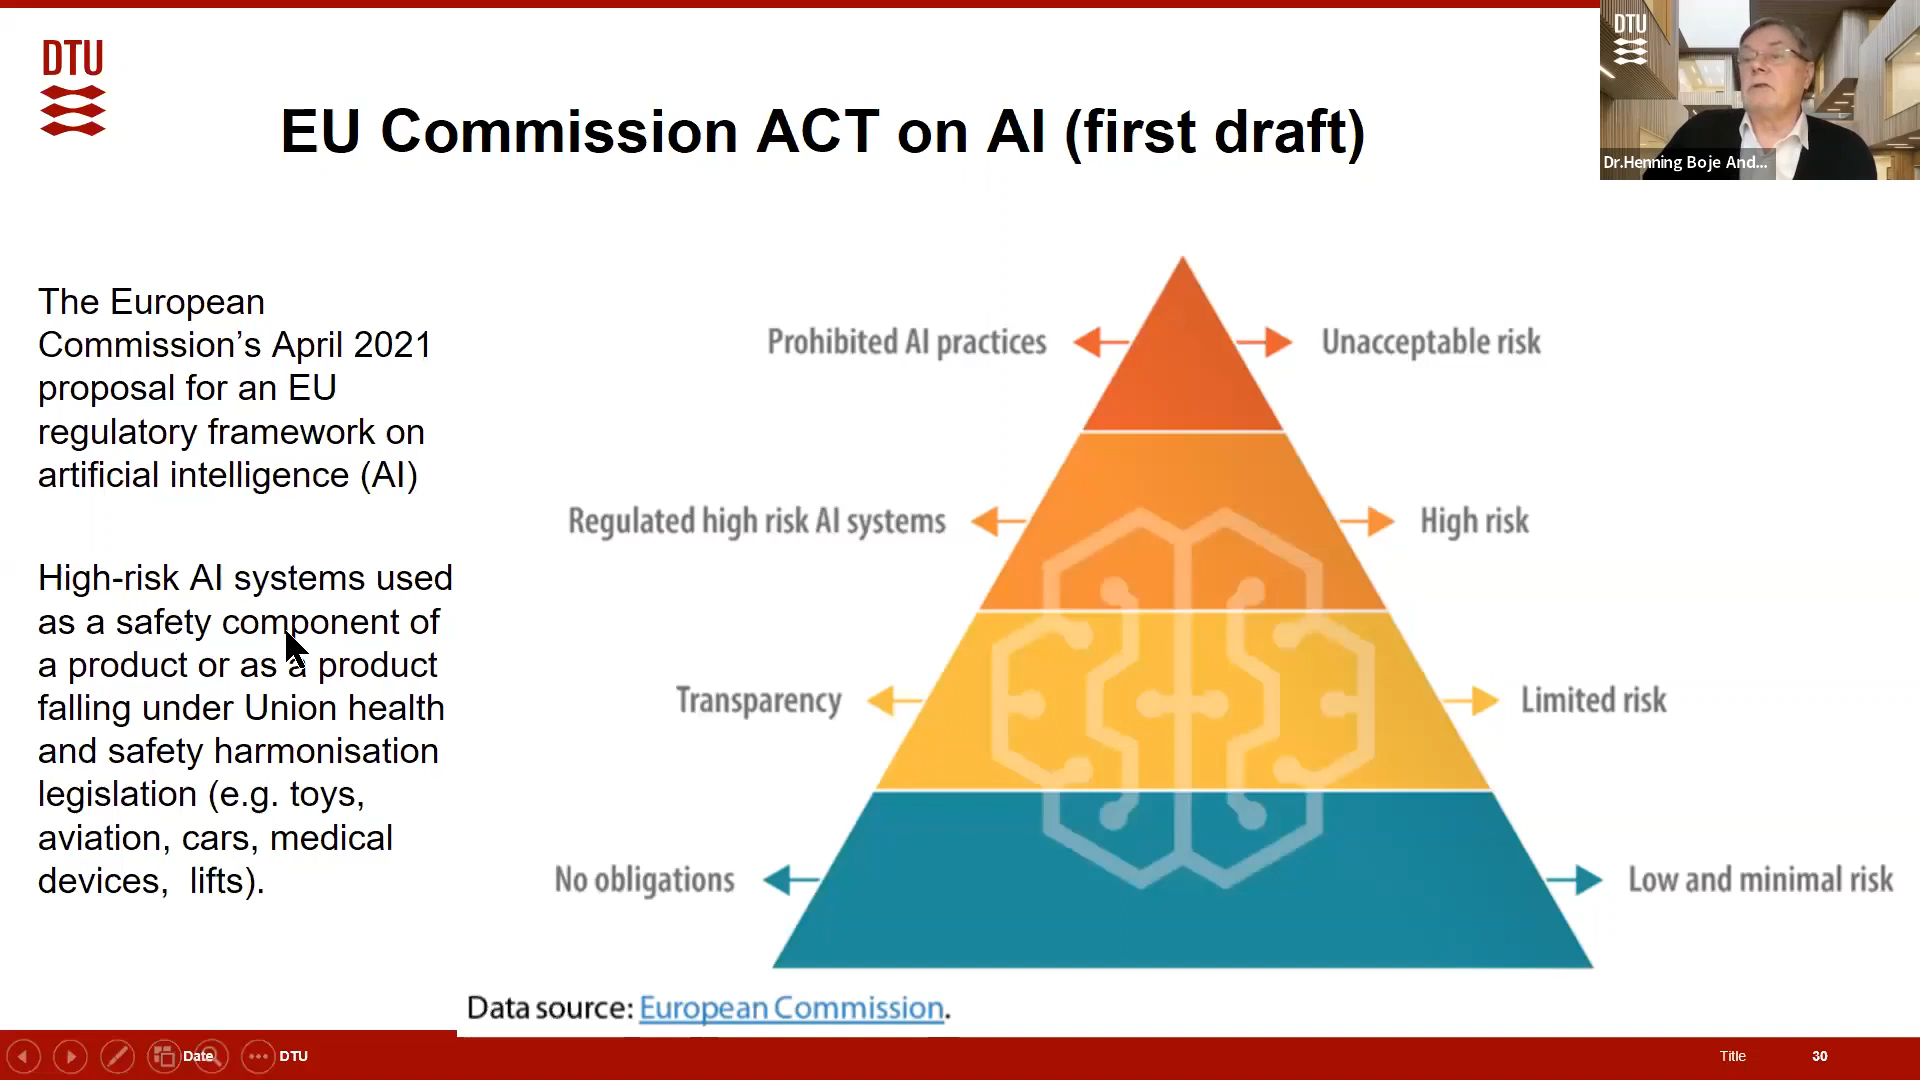 DTU
DTU
Dr.Henning Boje And...
EU Commission ACT on AI (first draft)
The European
Commission’s April 2021
proposal for an EU
regulatory framework on
artificial intelligence (AI)
High-risk AI systems used
as a safety component of
a product or as a product
falling under Union health
and safety harmonisation
legislation (e.g. toys,
aviation, cars, medical
devices,  lifts).
Prohibited AI practices
Unacceptable risk
Regulated high risk AI systems
High risk
Transparency
Limited risk
No obligations
Low and minimal risk
Data source: European Commission.
Date
DTU
Title
30